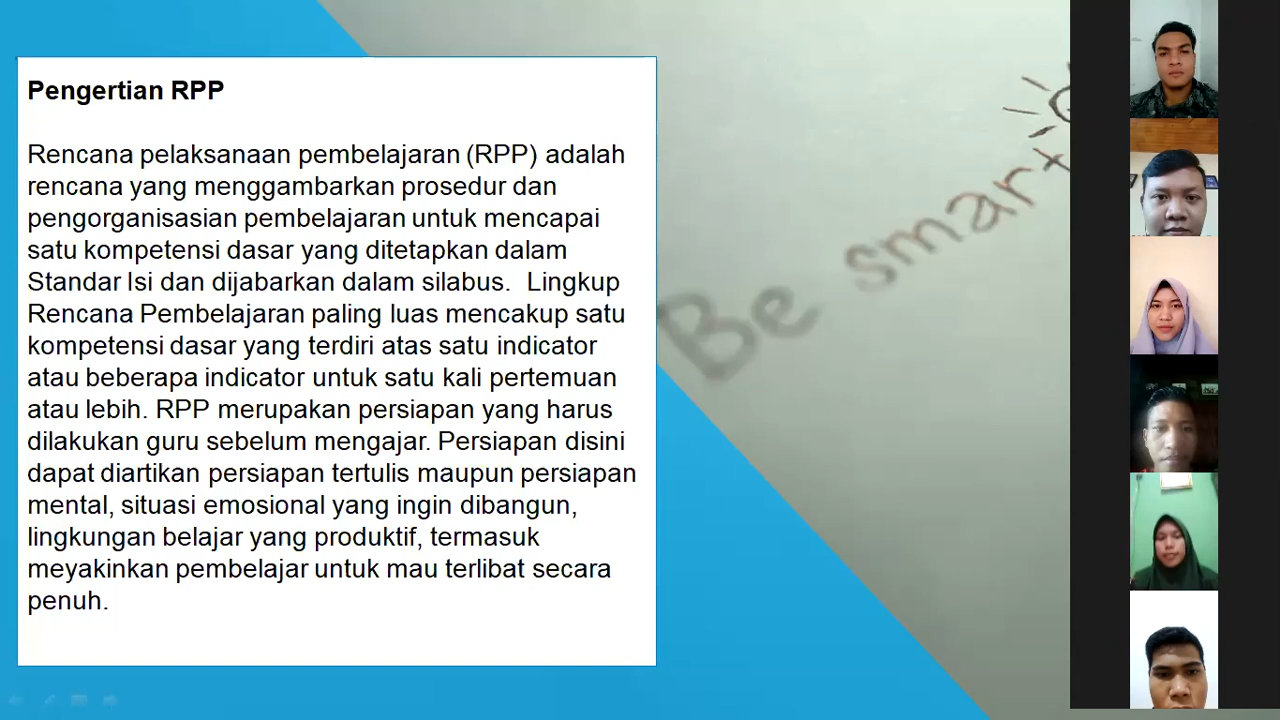 Pengertian RPP
Rencana pelaksanaan pembelajaran (RPP) adalah
rencana yang menggambarkan prosedur dan
pengorganisasian pembelajaran untuk mencapai
satu kompetensi dasar yang ditetapkan dalam
Standar Isi dan dijabarkan dalam silabus.  Lingkup
Rencana Pembelajaran paling luas mencakup satu
kompetensi dasar yang terdiri atas satu indicator
atau beberapa indicator untuk satu kali pertemuan
atau lebih. RPP merupakan persiapan yang harus
dilakukan guru sebelum mengajar. Persiapan disini
dapat diartikan persiapan tertulis maupun persiapan
mental, situasi emosional yang ingin dibangun,
lingkungan belajar yang produktif, termasuk
meyakinkan pembelajar untuk mau terlibat secara
penuh.
Be smart